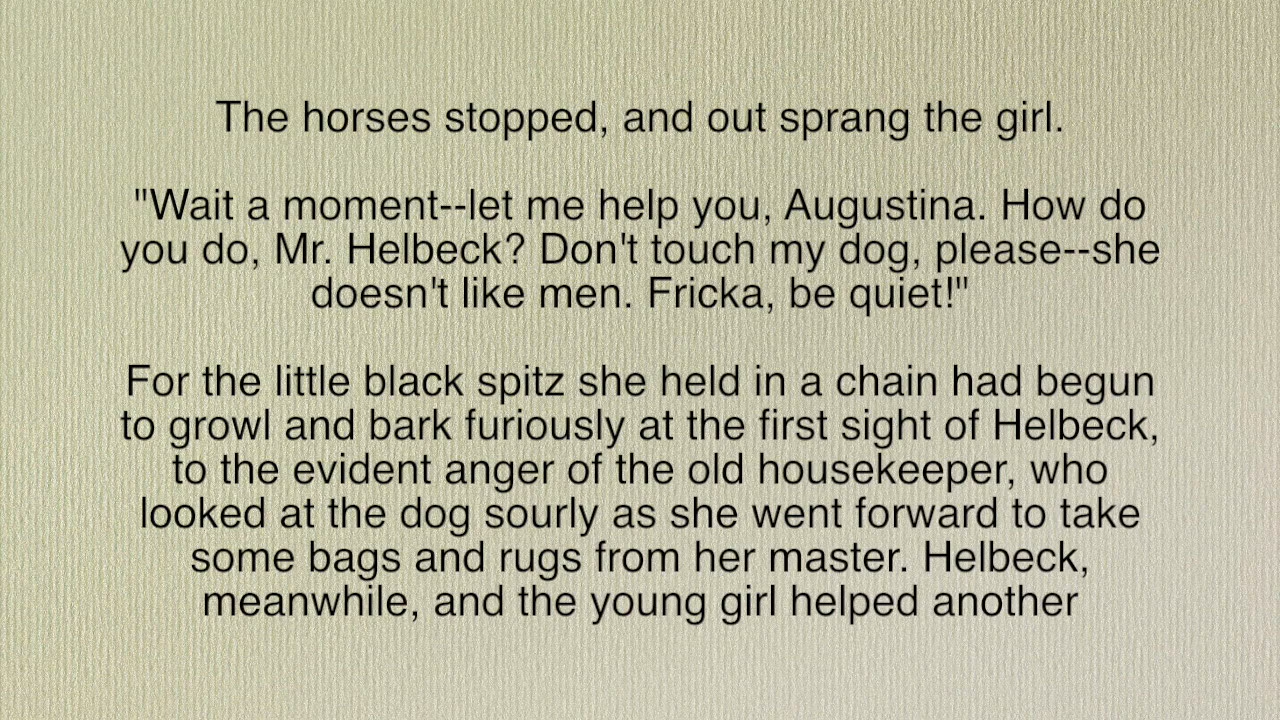 The horses stopped, and out sprang the girl.
"Wait a moment--let me help you, Augustina. How do
you do, Mr. Helbeck? Don't touch my dog, please--she
doesn't like men. Fricka, be quiet!"
For the little black spitz she held in a chain had begun
to growl and bark furiously at the first sight of Helbeck,
to the evident anger of the old housekeeper, who
looked at the dog sourly as she went forward to take
some bags and rugs from her master. Helbeck,
meanwhile, and the young girl helped another